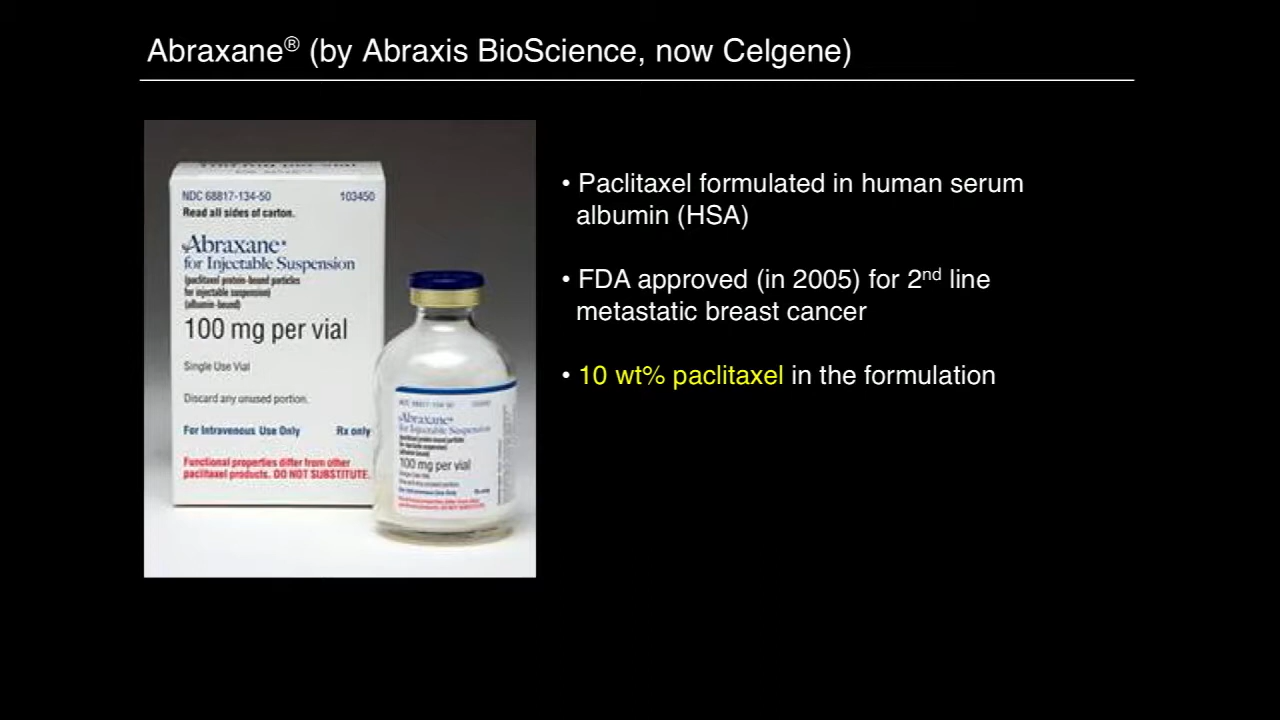 Abraxane® (by Abraxis BioScience, now Celgene)
100 mg per vial
NDC 68817-134-50 103450
Read all sides of carton.
Abraxane®
for Injectable Suspension
(paclitaxel protein-bound particles
for injectable suspension)
(albumin-bound)
100 mg per vial
Single Use Vial
Discard any unused portion.
For Intravenous Use Only Rx only
Functional properties differ from other
paclitaxel products. DO NOT SUBSTITUTE.
Abraxane®
for Injectable Suspension
100 mg per vial
• Paclitaxel formulated in human serum
albumin (HSA)
• FDA approved (in 2005) for 2nd line
metastatic breast cancer
• 10 wt% paclitaxel in the formulation